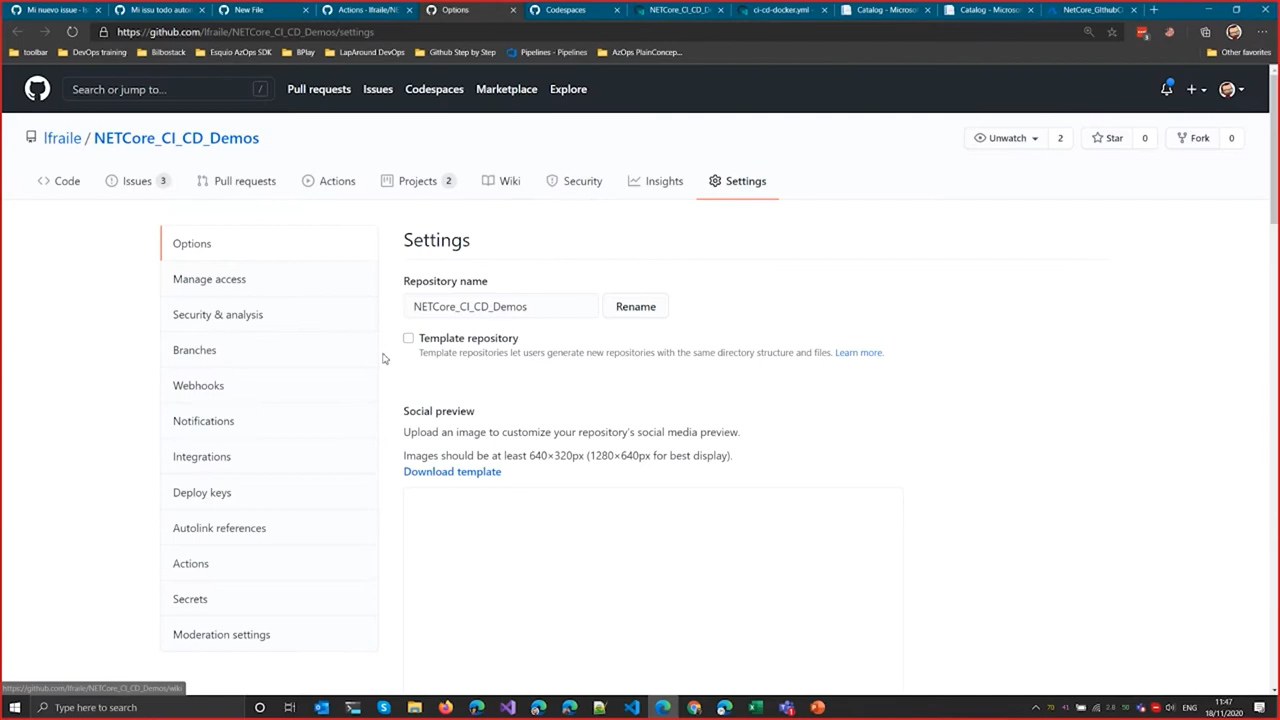 Mi nuevo issue - h
Mi issu todo autor
New File
Actions · lfraile/NE
Options
Codespaces
NETCore_CI_CD_D
ci-cd-docker.yml -
Catalog - Microso
Catalog - Microso
NetCore_GIthubCI
https://github.com/lfraile/NETCore_CI_CD_Demos/settings
toolbar
DevOps training
Bilbostack
Esquio AzOps SDK
BPlay
LapAround DevOps
Github Step by Step
Pipelines - Pipelines
AzOps PlainConcep...
Other favorites
Search or jump to...
/
Pull requests
Issues
Codespaces
Marketplace
Explore
lfraile / NETCore_CI_CD_Demos
Unwatch
2
Star
0
Fork
0
Code
Issues 3
Pull requests
Actions
Projects 2
Wiki
Security
Insights
Settings
Options
Manage access
Security & analysis
Branches
Webhooks
Notifications
Integrations
Deploy keys
Autolink references
Actions
Secrets
Moderation settings
Settings
Repository name
NETCore_CI_CD_Demos
Rename
Template repository
Template repositories let users generate new repositories with the same directory structure and files. Learn more.
Social preview
Upload an image to customize your repository's social media preview.
Images should be at least 640×320px (1280×640px for best display).
Download template
https://github.com/lfraile/NETCore_CI_CD_Demos/wiki
Type here to search
ENG
11:47
18/11/2020